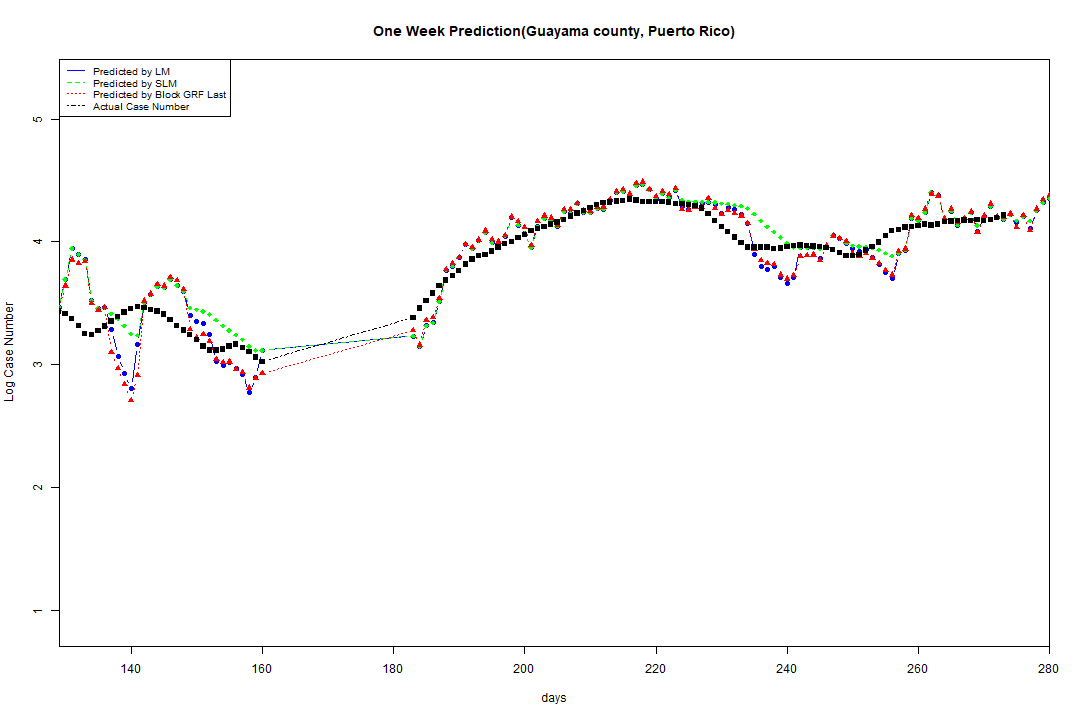 One Week Prediction(Guayama county, Puerto Rico)
Predicted by LM
Predicted by SLM
Predicted by Block GRF Last
Actual Case Number
5
4
3
2
1
Log Case Number
140 160 180 200 220 240 260 280
days